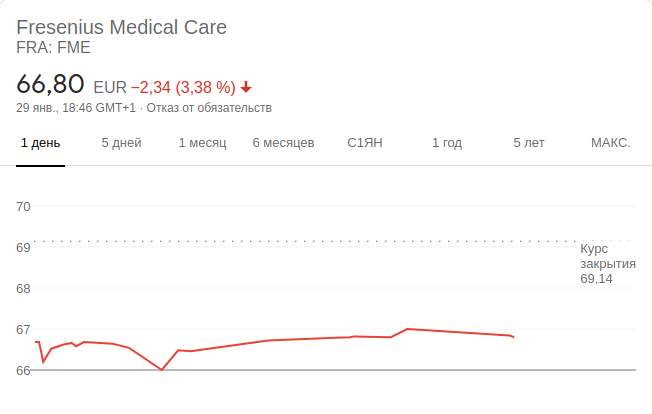 Fresenius Medical Care
FRA: FME
66,80 EUR −2,34 (3,38 %)
29 янв., 18:46 GMT+1 · Отказ от обязательств
1 день 5 дней 1 месяц 6 месяцев С1ЯН 1 год 5 лет МАКС.
70
69
Курс
закрытия
69,14
68
67
66